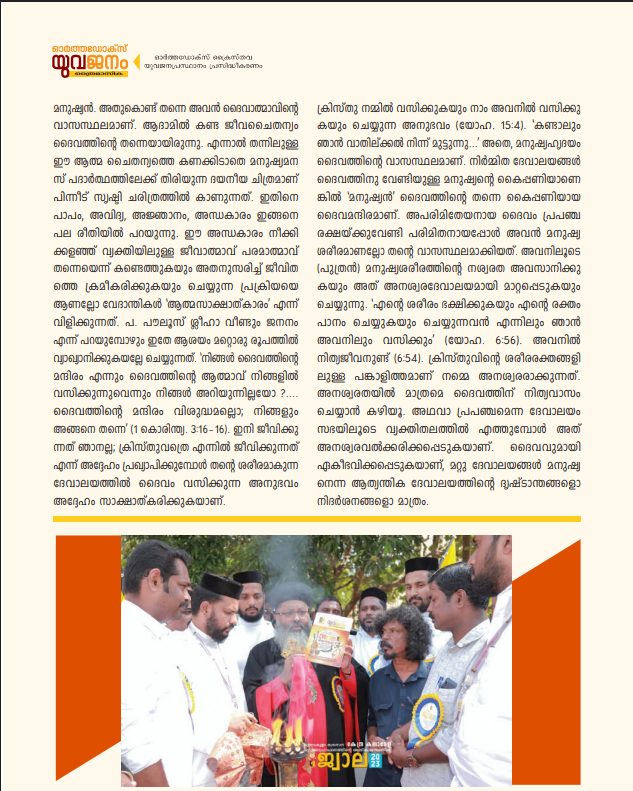 ഓർത്തഡോക്സ്
യുവജനം
ത്രൈമാസിക
ഓർത്തഡോക്സ് ക്രൈസ്തവ
യുവജനപ്രസ്ഥാനം പ്രസിദ്ധീകരണം
മനുഷ്യൻ. അതുകൊണ്ട് തന്നെ അവൻ ദൈവാത്മാവിന്റെ
വാസസ്ഥലമാണ്. ആദാമിൽ കണ്ട ജീവചൈതന്യം
ദൈവത്തിന്റെ തന്നെയായിരുന്നു. എന്നാൽ തന്നിലുള്ള
ഈ ആത്മ ചൈതന്യത്തെ കണക്കിടാതെ മനുഷ്യമന
സ് പദാർത്ഥത്തിലേക്ക് തിരിയുന്ന ദയനീയ ചിത്രമാണ്
പിന്നീട് സൃഷ്ടി ചരിത്രത്തിൽ കാണുന്നത്. ഇതിനെ
പാപം, അവിദ്യ, അജ്ഞാനം, അന്ധകാരം ഇങ്ങനെ
പല രീതിയിൽ പറയുന്നു. ഈ അന്ധകാരം നീക്കി
ക്കളഞ്ഞ് വ്യക്തിയിലുള്ള ജീവാത്മാവ് പരമാത്മാവ്
തന്നെയെന്ന് കണ്ടെത്തുകയും അതനുസരിച്ച് ജീവിത
ത്തെ ക്രമീകരിക്കുകയും ചെയ്യുന്ന പ്രക്രിയയെ
ആണല്ലോ വേദാന്തികൾ 'ആത്മസാക്ഷാത്കാരം' എന്ന്
വിളിക്കുന്നത്. പ. പൗലൂസ് ശ്ലീഹാ വീണ്ടും ജനനം
എന്ന് പറയുമ്പോഴും ഇതേ ആശയം മറ്റൊരു രൂപത്തിൽ
വ്യാഖ്യാനിക്കുകയല്ലേ ചെയ്യുന്നത്. 'നിങ്ങൾ ദൈവത്തിന്റെ
മന്ദിരം എന്നും ദൈവത്തിന്റെ ആത്മാവ് നിങ്ങളിൽ
വസിക്കുന്നുവെന്നും നിങ്ങൾ അറിയുന്നില്ലയോ ?....
ദൈവത്തിന്റെ മന്ദിരം വിശുദ്ധമല്ലൊ; നിങ്ങളും
അങ്ങനെ തന്നെ' (1 കൊരിന്ത്യ. 3:16-16). ഇനി ജീവിക്കു
ന്നത് ഞാനല്ല; ക്രിസ്തുവത്രെ എന്നിൽ ജീവിക്കുന്നത്
എന്ന് അദ്ദേഹം പ്രഖ്യാപിക്കുമ്പോൾ തന്റെ ശരീരമാകുന്ന
ദേവാലയത്തിൽ ദൈവം വസിക്കുന്ന അനുഭവം
അദ്ദേഹം സാക്ഷാത്കരിക്കുകയാണ്.
ക്രിസ്തു നമ്മിൽ വസിക്കുകയും നാം അവനിൽ വസിക്കു
കയും ചെയ്യുന്ന അനുഭവം (യോഹ. 15:4). 'കണ്ടാലും
ഞാൻ വാതില്ക്കൽ നിന്ന് മുട്ടുന്നു...' അതെ, മനുഷ്യഹൃദയം
ദൈവത്തിന്റെ വാസസ്ഥലമാണ്. നിർമ്മിത ദേവാലയങ്ങൾ
ദൈവത്തിനു വേണ്ടിയുള്ള മനുഷ്യന്റെ കൈപ്പണിയാണെ
ങ്കിൽ 'മനുഷ്യൻ' ദൈവത്തിന്റെ തന്നെ കൈപ്പണിയായ
ദൈവമന്ദിരമാണ്. അപരിമിതേയനായ ദൈവം പ്രപഞ്ച
രക്ഷയ്ക്കുവേണ്ടി പരിമിതനായപ്പോൾ അവൻ മനുഷ്യ
ശരീരമാണല്ലോ തന്റെ വാസസ്ഥലമാക്കിയത്. അവനിലൂടെ
(പുത്രൻ) മനുഷ്യശരീരത്തിന്റെ നശ്വരത അവസാനിക്കു
കയും അത് അനശ്വരദേവാലയമായി മാറ്റപ്പെടുകയും
ചെയ്യുന്നു. 'എന്റെ ശരീരം ഭക്ഷിക്കുകയും എന്റെ രക്തം
പാനം ചെയ്യുകയും ചെയ്യുന്നവൻ എന്നിലും ഞാൻ
അവനിലും വസിക്കും' (യോഹ. 6:56). അവനിൽ
നിത്യജീവനുണ്ട് (6:54). ക്രിസ്തുവിന്റെ ശരീരരക്തങ്ങളി
ലുള്ള പങ്കാളിത്തമാണ് നമ്മെ അനശ്വരരാക്കുന്നത്.
അനശ്വരതയിൽ മാത്രമെ ദൈവത്തിന് നിത്യവാസം
ചെയ്യാൻ കഴിയൂ. അഥവാ പ്രപഞ്ചമെന്ന ദേവാലയം
സഭയിലൂടെ വ്യക്തിതലത്തിൽ എത്തുമ്പോൾ അത്
അനശ്വരവൽക്കരിക്കപ്പെടുകയാണ്. ദൈവവുമായി
ഏകീഭവിക്കപ്പെടുകയാണ്, മറ്റു ദേവാലയങ്ങൾ മനുഷ്യ
നെന്ന ആത്യന്തിക ദേവാലയത്തിന്റെ ദൃഷ്ടാന്തങ്ങളൊ
നിദർശനങ്ങളൊ മാത്രം.
കേന്ദ്ര കലാമേള
ജ്വാല 2023